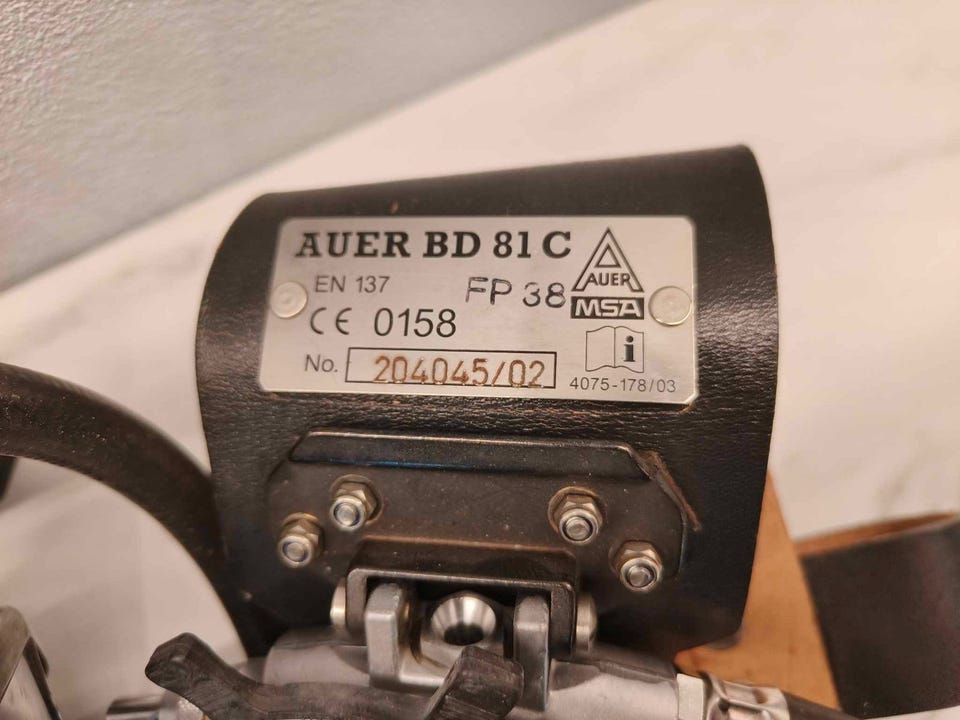 AUER BD 81 C
AUER
MSA
EN 137
FP 38
CE 0158
i
No. 204045/02
4075-178/03